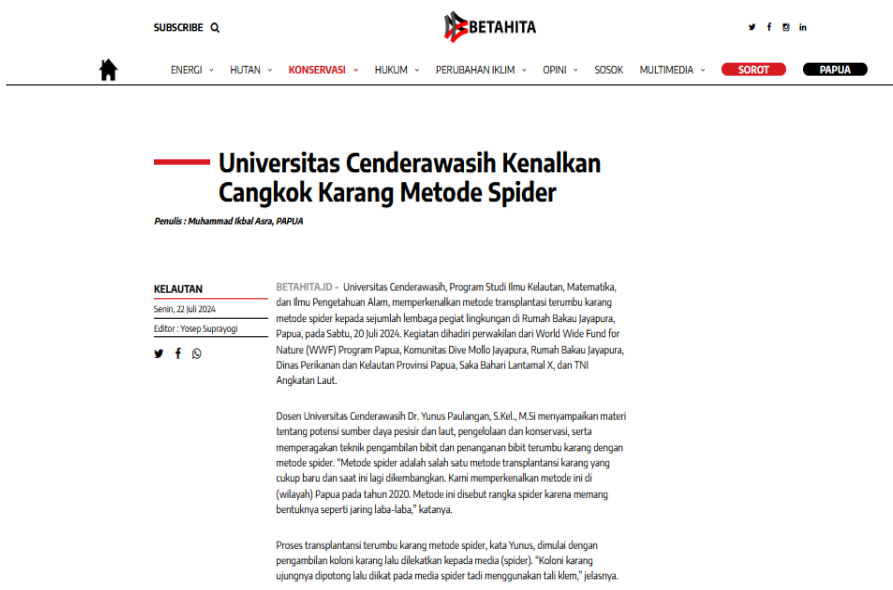 SUBSCRIBE
BETAHITA
ENERGI
HUTAN
KONSERVASI
HUKUM
PERUBAHAN IKLIM
OPINI
SOSOK
MULTIMEDIA
SOROT
PAPUA
Universitas Cenderawasih Kenalkan
Cangkok Karang Metode Spider
Penulis : Muhammad Ikbal Asra, PAPUA
KELAUTAN
Senin, 22 Juli 2024
Editor : Yosep Suprayogi
BETAHITA.ID - Universitas Cenderawasih, Program Studi Ilmu Kelautan, Matematika,
dan Ilmu Pengetahuan Alam, memperkenalkan metode transplantasi terumbu karang
metode spider kepada sejumlah lembaga pegiat lingkungan di Rumah Bakau Jayapura,
Papua, pada Sabtu, 20 Juli 2024. Kegiatan dihadiri perwakilan dari World Wide Fund for
Nature (WWF) Program Papua, Komunitas Dive Mollo Jayapura, Rumah Bakau Jayapura,
Dinas Perikanan dan Kelautan Provinsi Papua, Saka Bahari Lantamal X, dan TNI
Angkatan Laut.
Dosen Universitas Cenderawasih Dr. Yunus Paulangan, S.Kel., M.Si menyampaikan materi
tentang potensi sumber daya pesisir dan laut, pengelolaan dan konservasi, serta
memperagakan teknik pengambilan bibit dan penanganan bibit terumbu karang dengan
metode spider. "Metode spider adalah salah satu metode transplantansi karang yang
cukup baru dan saat ini lagi dikembangkan. Kami memperkenalkan metode ini di
(wilayah) Papua pada tahun 2020. Metode ini disebut rangka spider karena memang
bentuknya seperti jaring laba-laba," katanya.
Proses transplantansi terumbu karang metode spider, kata Yunus, dimulai dengan
pengambilan koloni karang lalu dilekatkan kepada media (spider). "Koloni karang
ujungnya dipotong lalu diikat pada media spider tadi menggunakan tali klem," jelasnya.